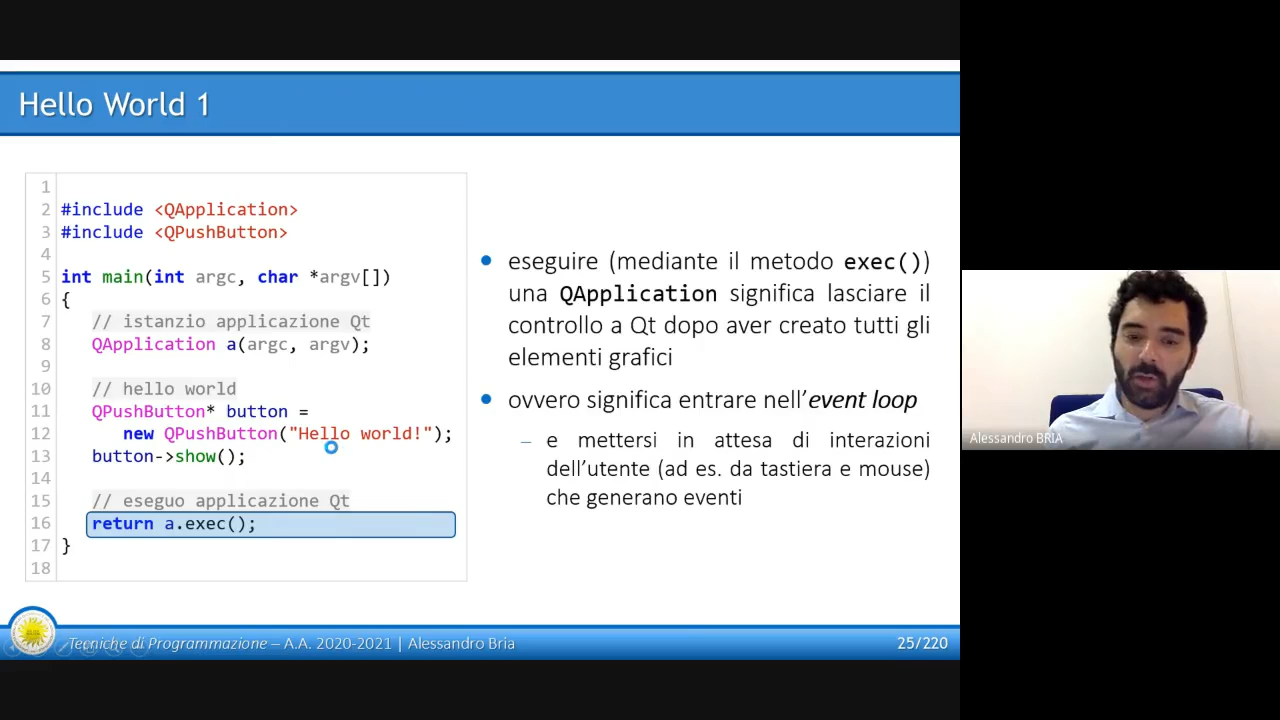 Hello World 1
1
2 #include <QApplication>
3 #include <QPushButton>
4
5 int main(int argc, char *argv[])
6 {
7 // istanzio applicazione Qt
8 QApplication a(argc, argv);
9
10 // hello world
11 QPushButton* button =
12 new QPushButton("Hello world!");
13 button->show();
14
15 // eseguo applicazione Qt
16 return a.exec();
17 }
18
• eseguire (mediante il metodo exec())
una QApplication significa lasciare il
controllo a Qt dopo aver creato tutti gli
elementi grafici
• ovvero significa entrare nell’event loop
– e mettersi in attesa di interazioni
dell’utente (ad es. da tastiera e mouse)
che generano eventi
Alessandro BRIA
Tecniche di Programmazione – A.A. 2020-2021 | Alessandro Bria
25/220